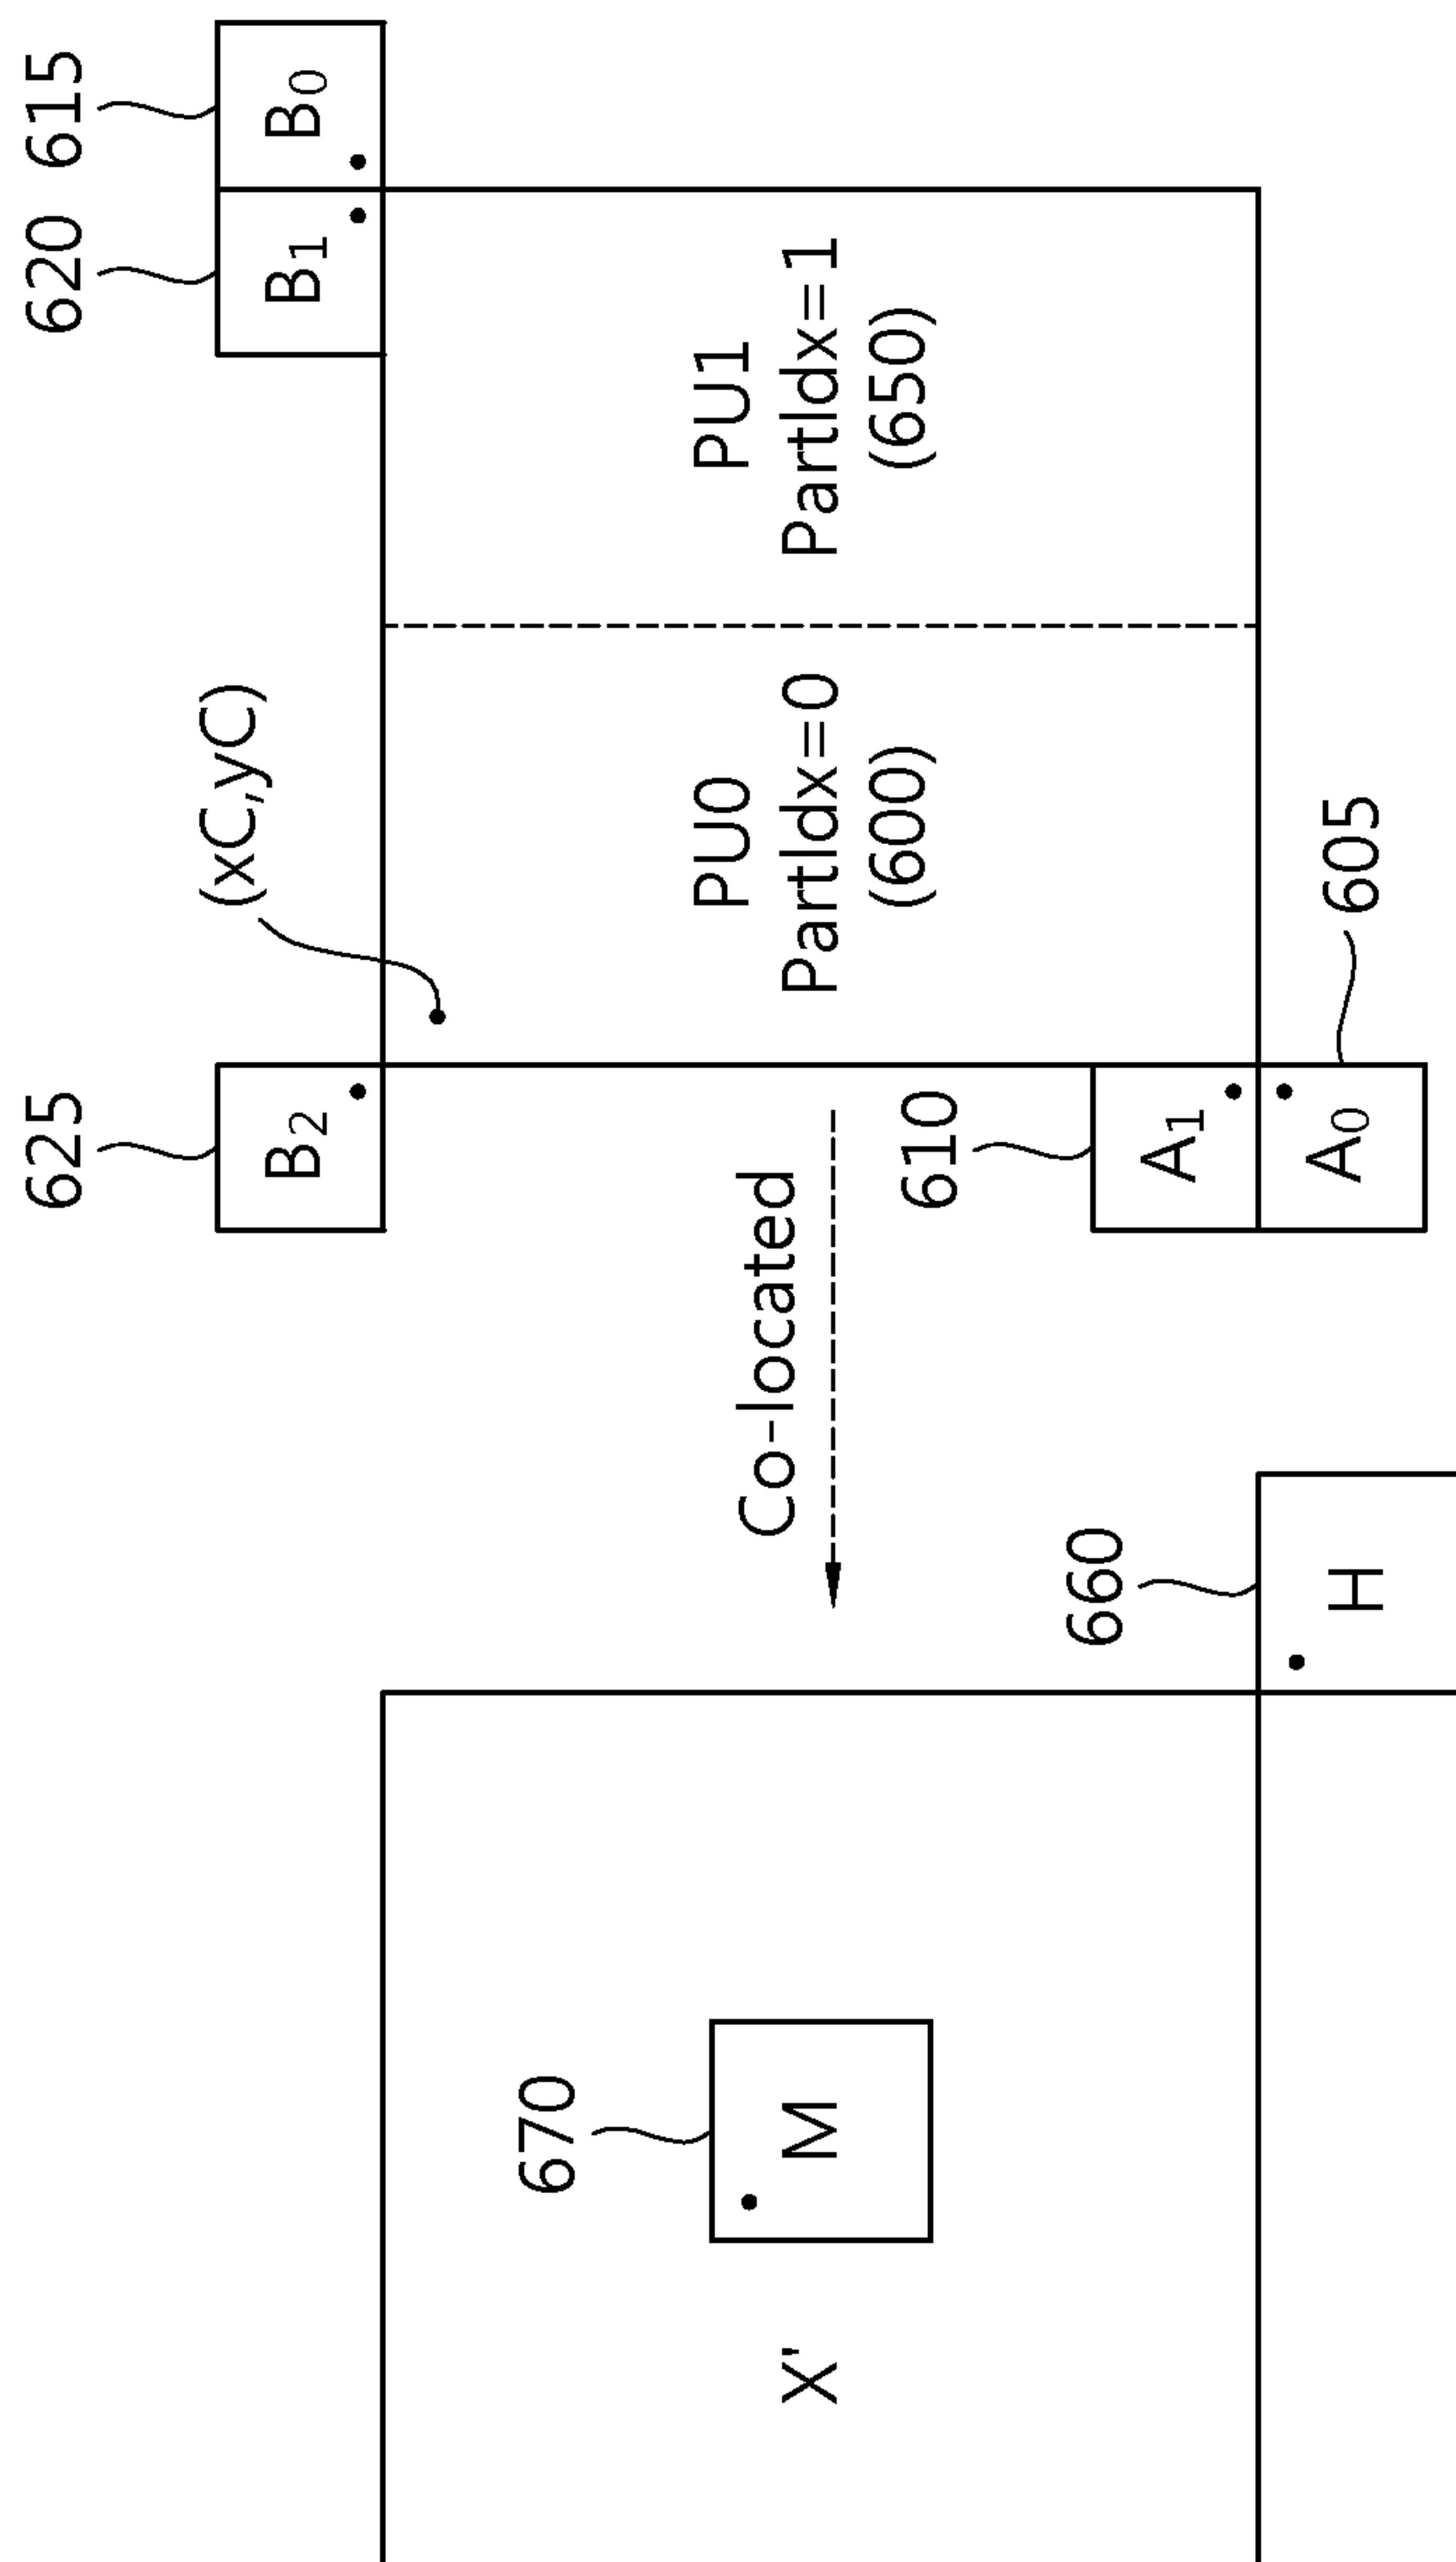 625
620
615
B2
B1
B0
(xC,yC)
670
M
X'
Co-located
PU0
PartIdx=0
(600)
PU1
PartIdx=1
(650)
610
A1
660
H
A0
605